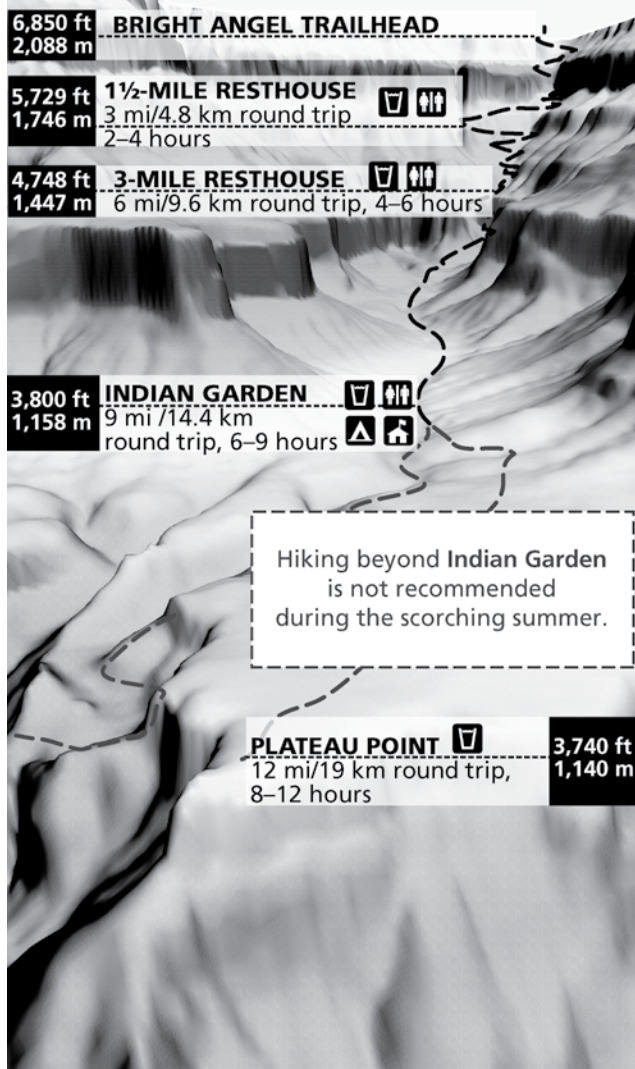 6,850 ft
2,088 m
BRIGHT ANGEL TRAILHEAD
5,729 ft
1,746 m
1½-MILE RESTHOUSE
3 mi/4.8 km round trip
2–4 hours
4,748 ft
1,447 m
3-MILE RESTHOUSE
6 mi/9.6 km round trip, 4–6 hours
3,800 ft
1,158 m
INDIAN GARDEN
9 mi /14.4 km
round trip, 6–9 hours
Hiking beyond Indian Garden
is not recommended
during the scorching summer.
PLATEAU POINT
12 mi/19 km round trip,
8–12 hours
3,740 ft
1,140 m